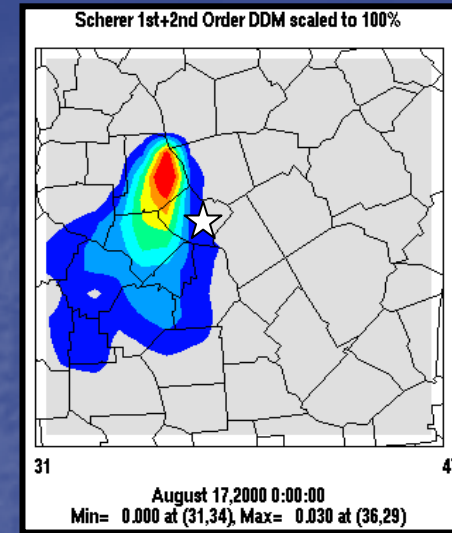 Scherer 1st+2nd Order DDM scaled to 100%
31
August 17,2000 0:00:00
Min= 0.000 at (31,34), Max= 0.030 at (36,29)